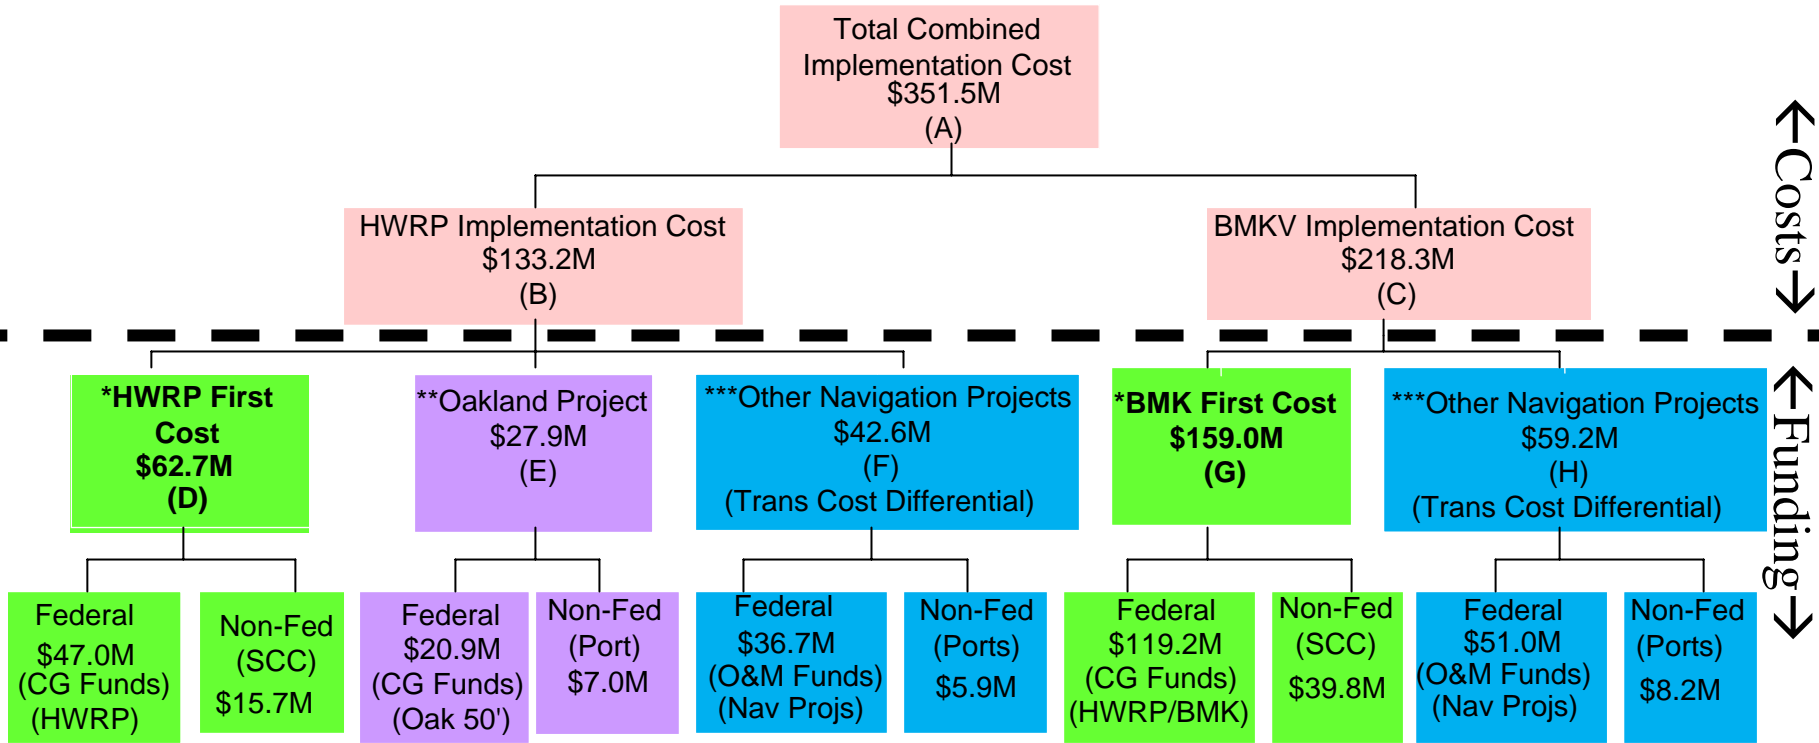 Total Combined
Implementation Cost
$351.5M
(A)
HWRP Implementation Cost
$133.2M
(B)
BMKV Implementation Cost
$218.3M
(C)
←Costs→
*HWRP First
Cost
$62.7M
(D)
**Oakland Project
$27.9M
(E)
***Other Navigation Projects
$42.6M
(F)
(Trans Cost Differential)
*BMK First Cost
$159.0M
(G)
***Other Navigation Projects
$59.2M
(H)
(Trans Cost Differential)
←Funding→
Federal
$47.0M
(CG Funds)
(HWRP)
Non-Fed
(SCC)
$15.7M
Federal
$20.9M
(CG Funds)
(Oak 50')
Non-Fed
(Port)
$7.0M
Federal
$36.7M
(O&M Funds)
(Nav Projs)
Non-Fed
(Ports)
$5.9M
Federal
$119.2M
(CG Funds)
(HWRP/BMK)
Non-Fed
(SCC)
$39.8M
Federal
$51.0M
(O&M Funds)
(Nav Projs)
Non-Fed
(Ports)
$8.2M